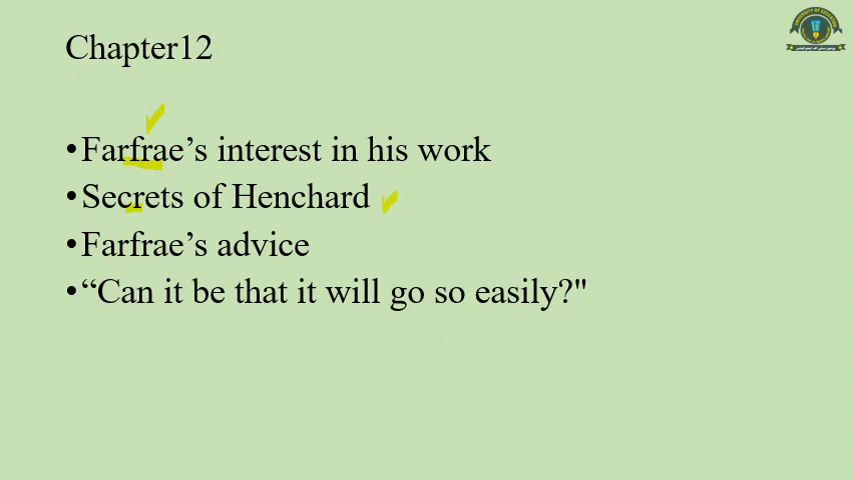 Chapter12
•Farfrae’s interest in his work
•Secrets of Henchard
•Farfrae’s advice
•“Can it be that it will go so easily?"